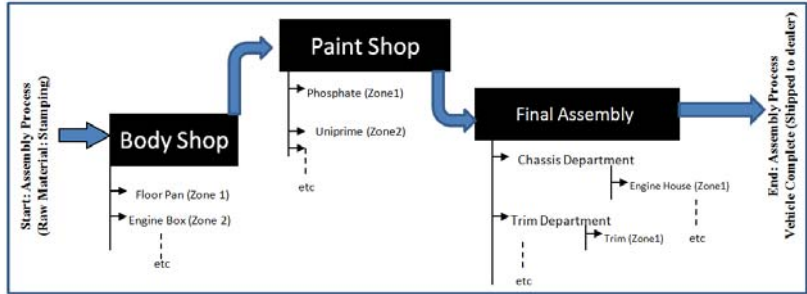 Start: Assembly Process
(Raw Material: Stamping)
Body Shop
Floor Pan (Zone 1)
Engine Box (Zone 2)
etc
Paint Shop
Phosphate (Zone1)
Uniprime (Zone2)
etc
Final Assembly
Chassis Department
Engine House (Zone1)
etc
Trim Department
Trim (Zone1)
etc
End: Assembly Process
Vehicle Complete (Shipped to dealer)